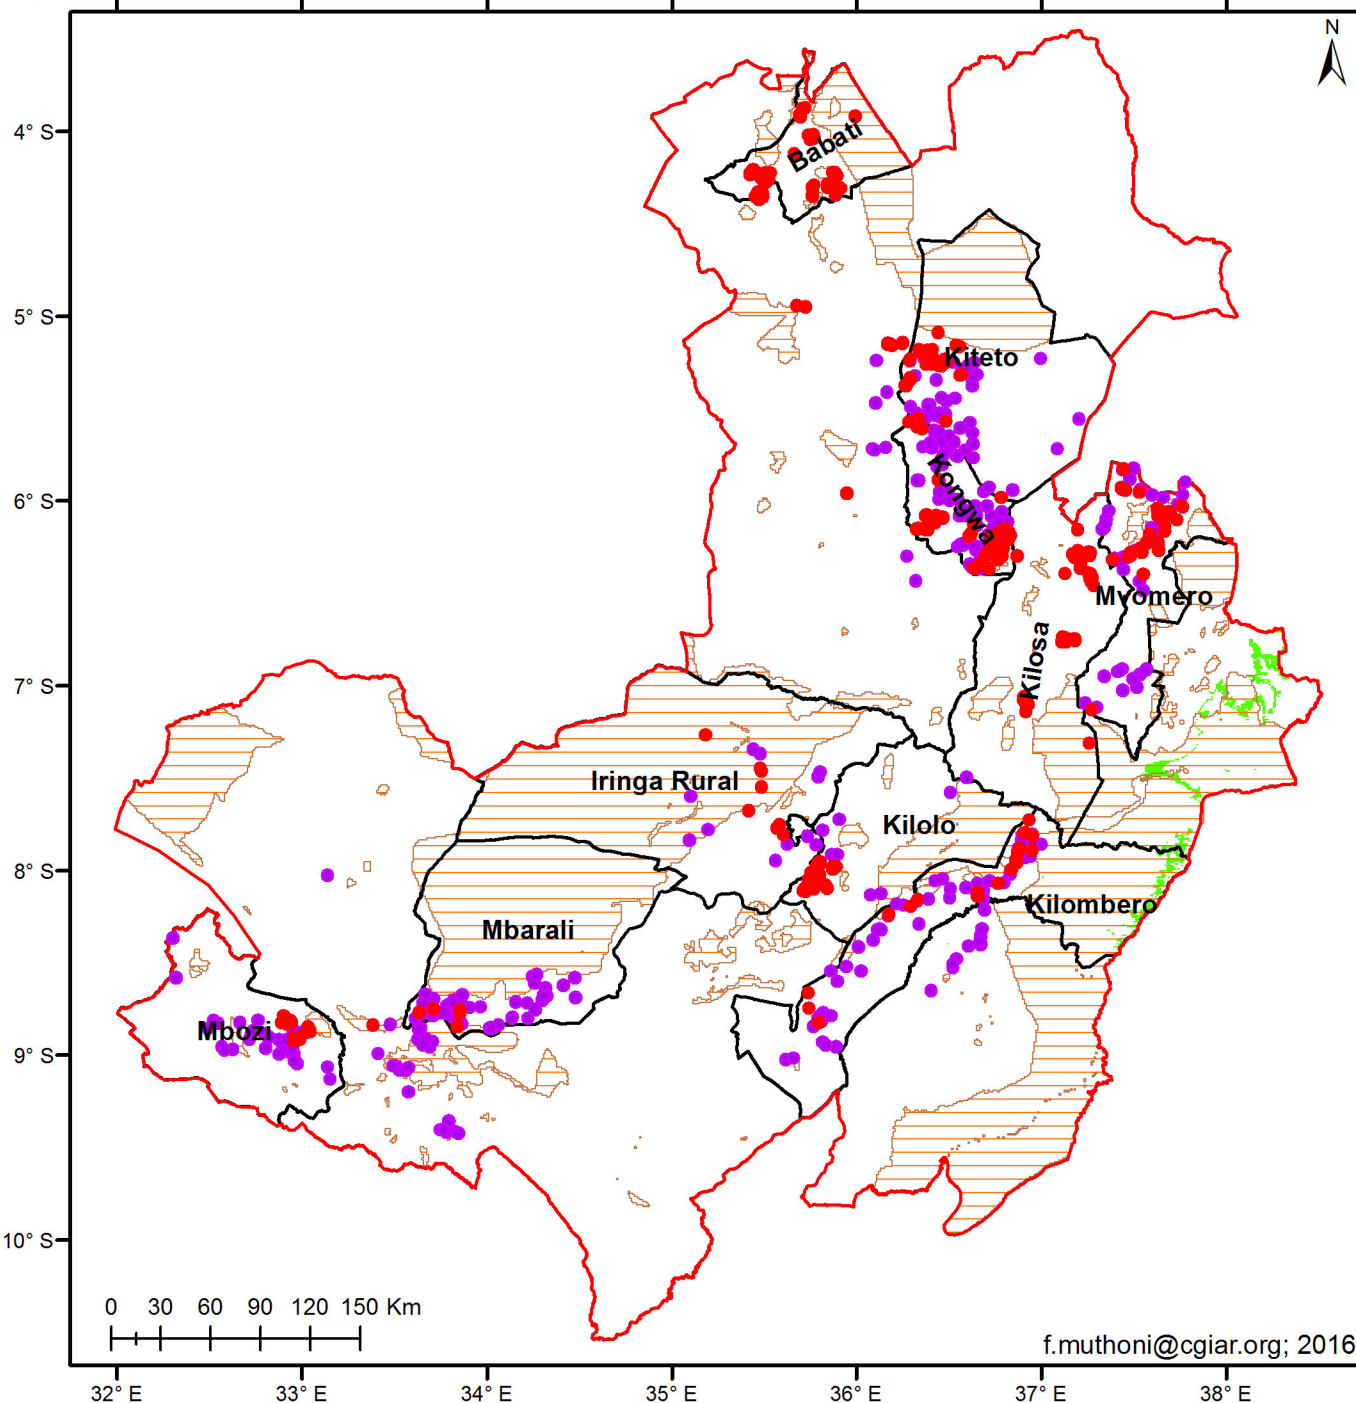 N
4° S
Babati
5° S
Kiteto
Kongwa
6° S
Mvomero
Kilosa
7° S
Iringa Rural
Kilolo
8° S
Kilombero
Mbarali
Mbozi
9° S
10° S
0 30 60 90 120 150 Km
f.muthoni@cgiar.org; 2016
32° E 33° E 34° E 35° E 36° E 37° E 38° E